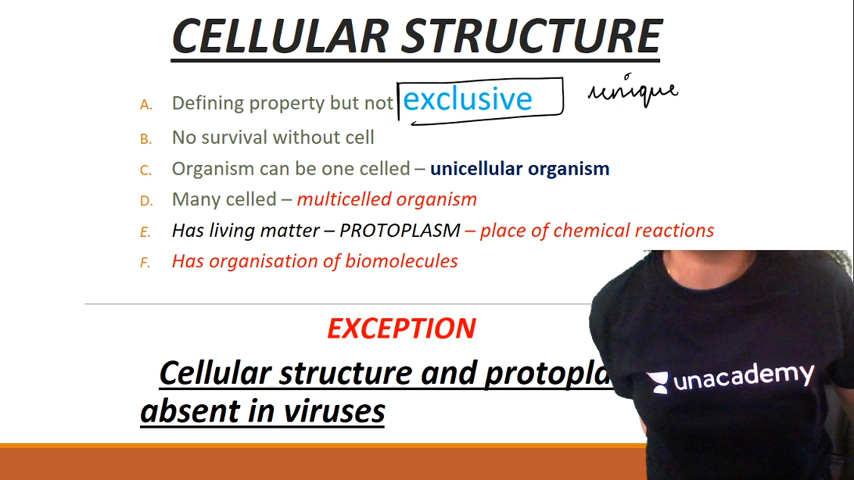 CELLULAR STRUCTURE
A. Defining property but not exclusive unique
B. No survival without cell
C. Organism can be one celled – unicellular organism
D. Many celled – multicelled organism
E. Has living matter – PROTOPLASM – place of chemical reactions
F. Has organisation of biomolecules
EXCEPTION
Cellular structure and protopla
absent in viruses
unacademy